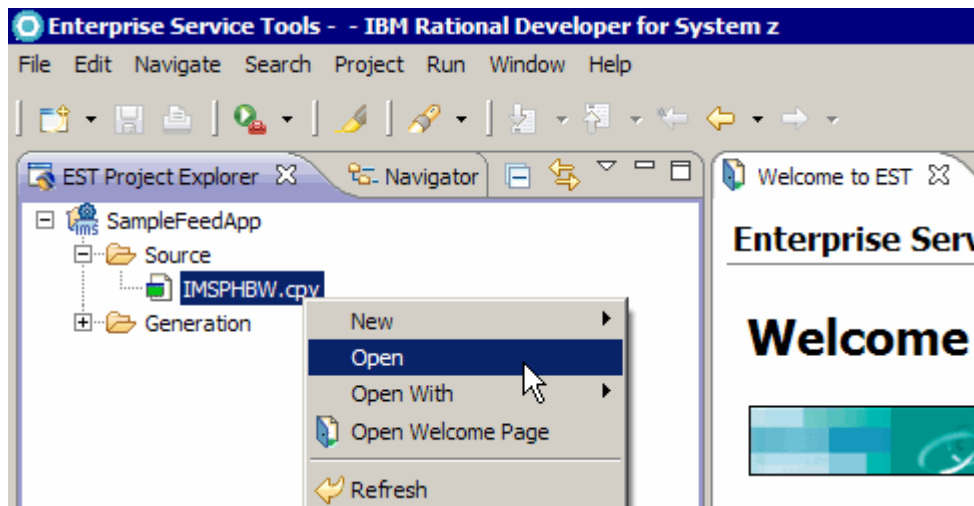 Enterprise Service Tools - - IBM Rational Developer for System z
File Edit Navigate Search Project Run Window Help
EST Project Explorer Navigator Welcome to EST
SampleFeedApp
ims
Source
IMSPHBW.cpy
Generation
New
Open
Open With
Open Welcome Page
Refresh
Enterprise Serv
Welcome